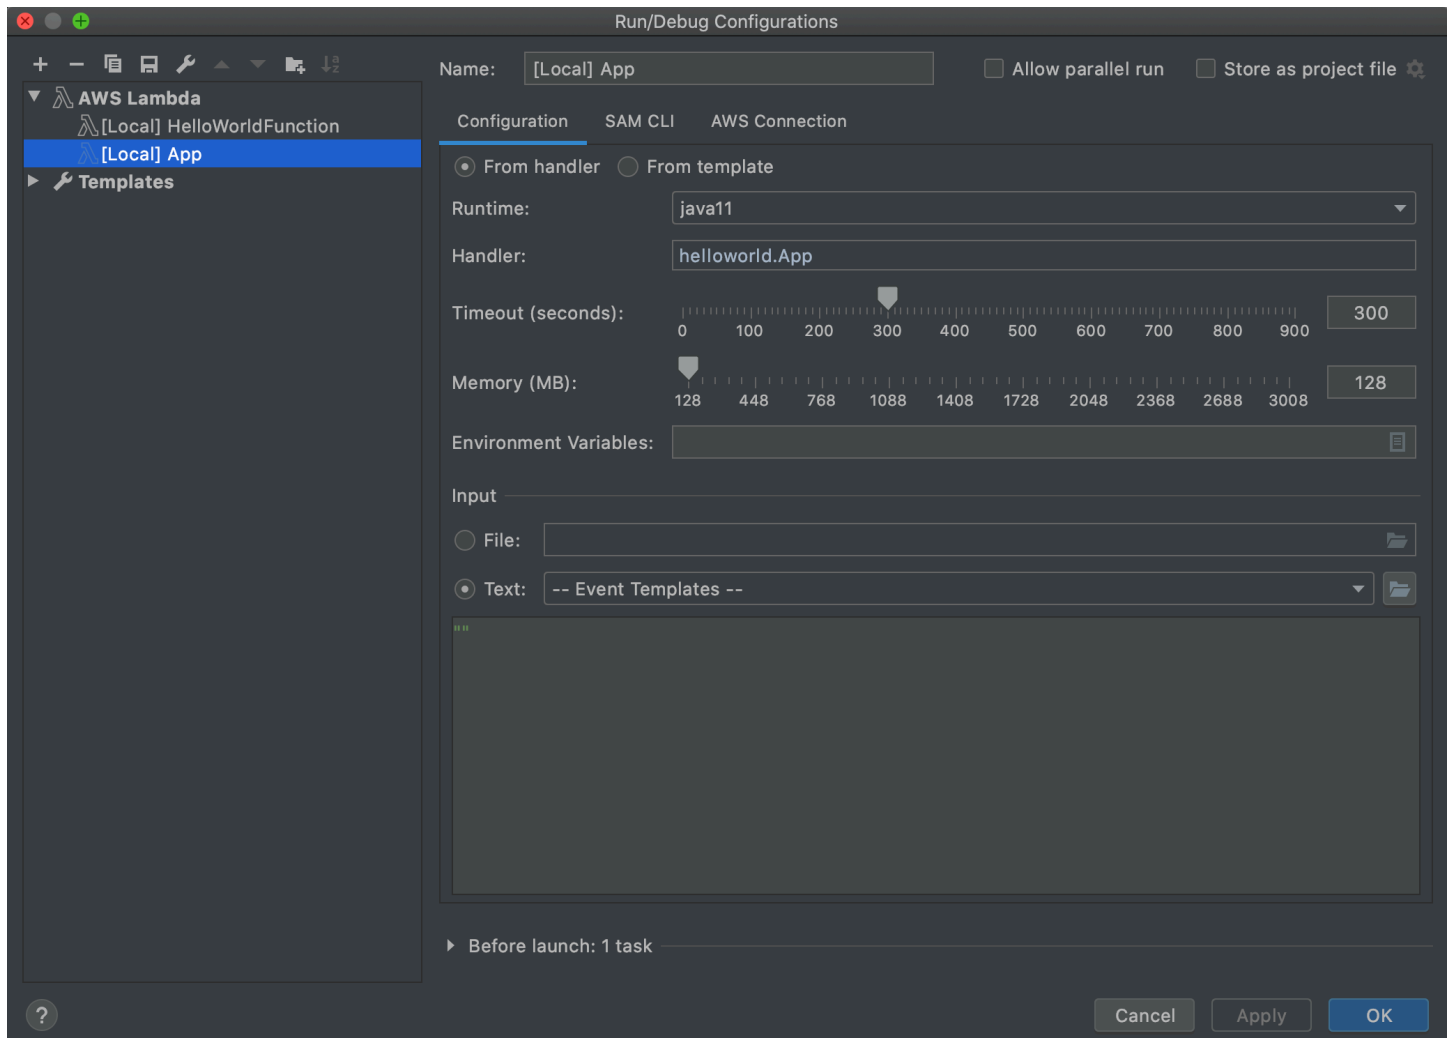 Run/Debug Configurations
Name: [Local] App Allow parallel run Store as project file
AWS Lambda
[Local] HelloWorldFunction
[Local] App
Templates
Configuration SAM CLI AWS Connection
From handler From template
Runtime: java11
Handler: helloworld.App
Timeout (seconds): 300
0 100 200 300 400 500 600 700 800 900
Memory (MB): 128
128 448 768 1088 1408 1728 2048 2368 2688 3008
Environment Variables:
Input
File:
Text: -- Event Templates --
""
Before launch: 1 task
? Cancel Apply OK